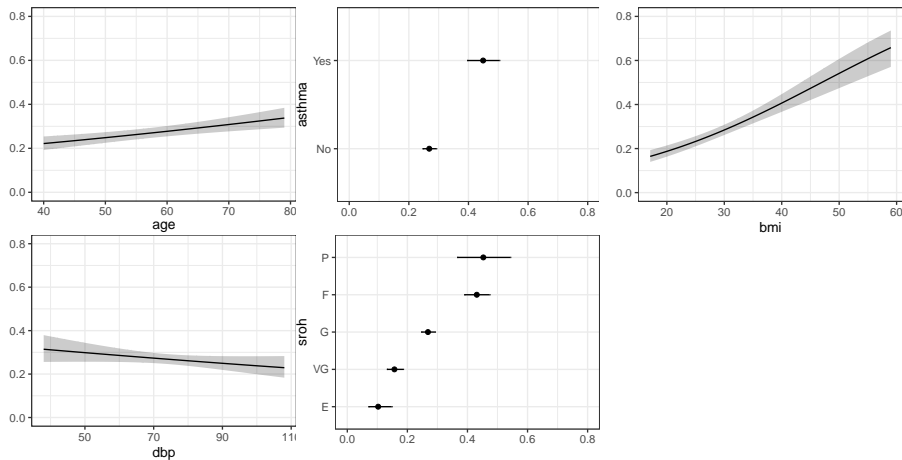 0.8
0.6
0.4
0.2
0.0
40 50 60 70 80
age
asthma
Yes
No
0.0 0.2 0.4 0.6 0.8
0.8
0.6
0.4
0.2
0.0
20 30 40 50 60
bmi
0.8
0.6
0.4
0.2
0.0
50 70 90 11
dbp
sroh
P
F
G
VG
E
0.0 0.2 0.4 0.6 0.8